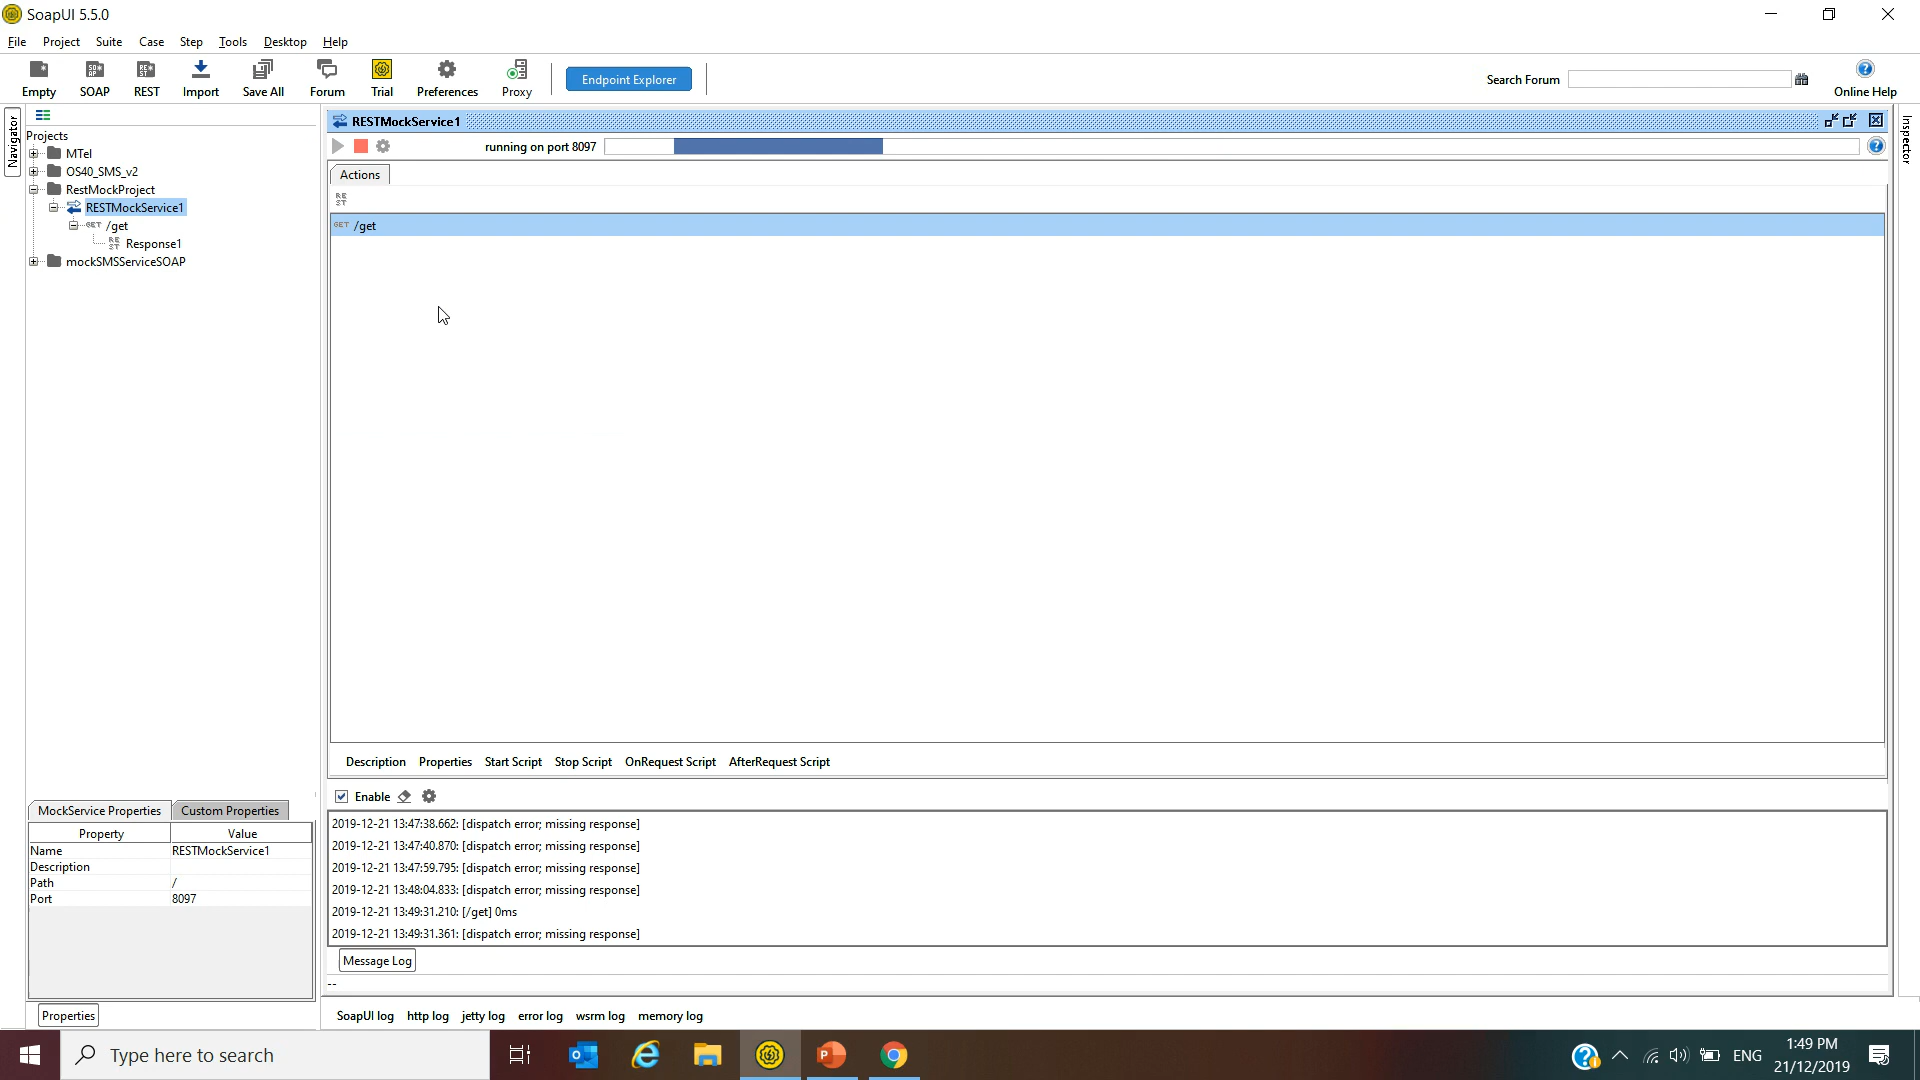 SoapUI 5.5.0
File Project Suite Case Step Tools Desktop Help
Empty SOAP REST Import Save All Forum Trial Preferences Proxy
Endpoint Explorer
Search Forum
Online Help
Navigator
Projects
MTel
OS40_SMS_v2
RestMockProject
RESTMockService1
GET /get
REST Response1
mockSMSServiceSOAP
RESTMockService1
running on port 8097
Inspector
Actions
REST
GET /get
Description Properties Start Script Stop Script OnRequest Script AfterRequest Script
Enable
2019-12-21 13:47:38.662: [dispatch error; missing response]
2019-12-21 13:47:40.870: [dispatch error; missing response]
2019-12-21 13:47:59.795: [dispatch error; missing response]
2019-12-21 13:48:04.833: [dispatch error; missing response]
2019-12-21 13:49:31.210: [/get] 0ms
2019-12-21 13:49:31.361: [dispatch error; missing response]
Message Log
--
MockService Properties Custom Properties
Property Value
Name RESTMockService1
Description
Path /
Port 8097
Properties
SoapUI log http log jetty log error log wsrm log memory log
Type here to search
ENG
1:49 PM
21/12/2019